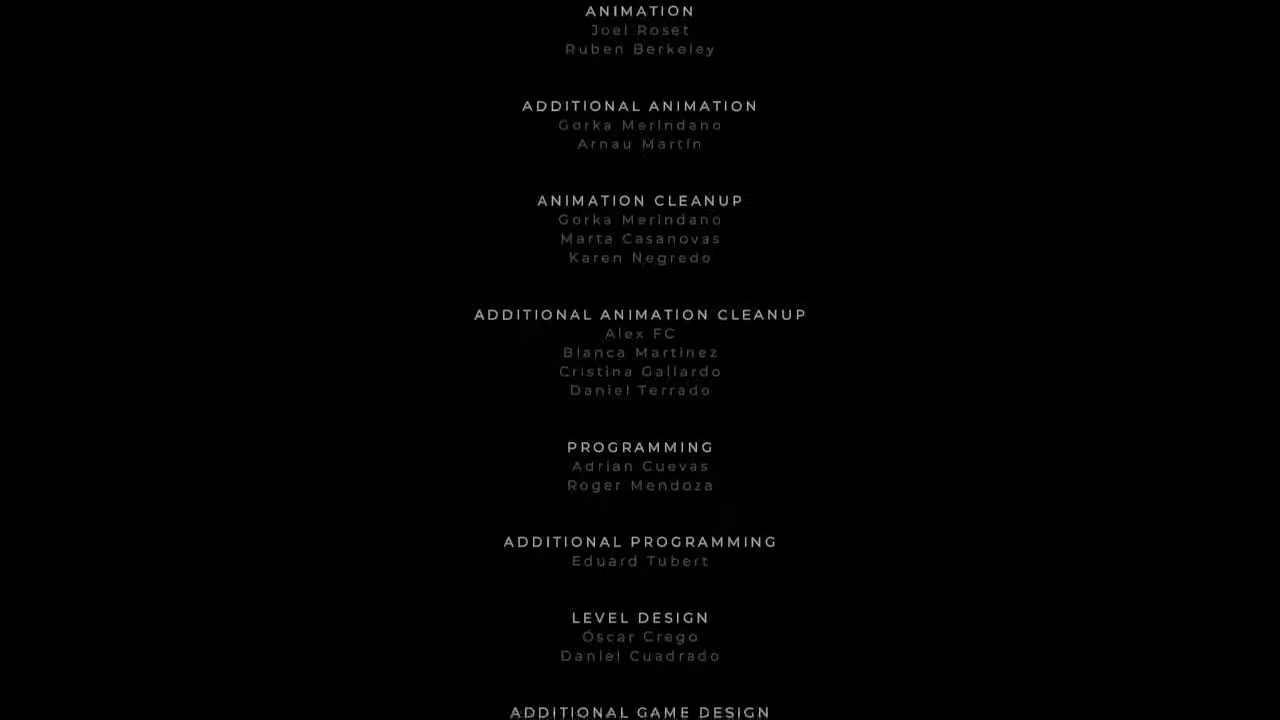 ANIMATION
Joel Roset
Ruben Berkeley
ADDITIONAL ANIMATION
Gorka Merindano
Arnau Martín
ANIMATION CLEANUP
Gorka Merindano
Marta Casanovas
Karen Negredo
ADDITIONAL ANIMATION CLEANUP
Alex FC
Blanca Martinez
Cristina Gallardo
Daniel Terrado
PROGRAMMING
Adrian Cuevas
Roger Mendoza
ADDITIONAL PROGRAMMING
Eduard Tubert
LEVEL DESIGN
Óscar Crego
Daniel Cuadrado
ADDITIONAL GAME DESIGN